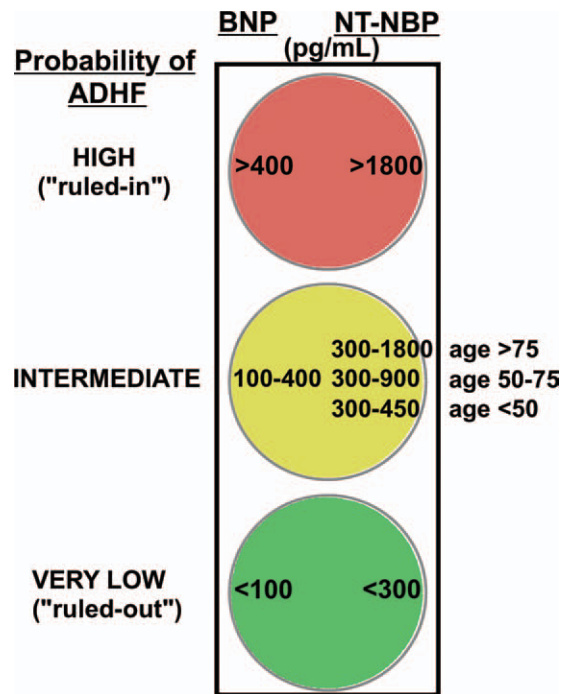 BNP NT-NBP
(pg/mL)
Probability of
ADHF
HIGH
("ruled-in")
>400 >1800
INTERMEDIATE
100-400
300-1800 age >75
300-900 age 50-75
300-450 age <50
VERY LOW
("ruled-out")
<100 <300